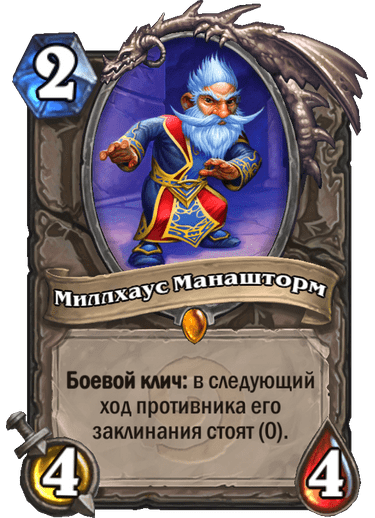 2
Миллхаус Манашторм
Боевой клич: в следующий
ход противника его
заклинания стоят (0).
4
4